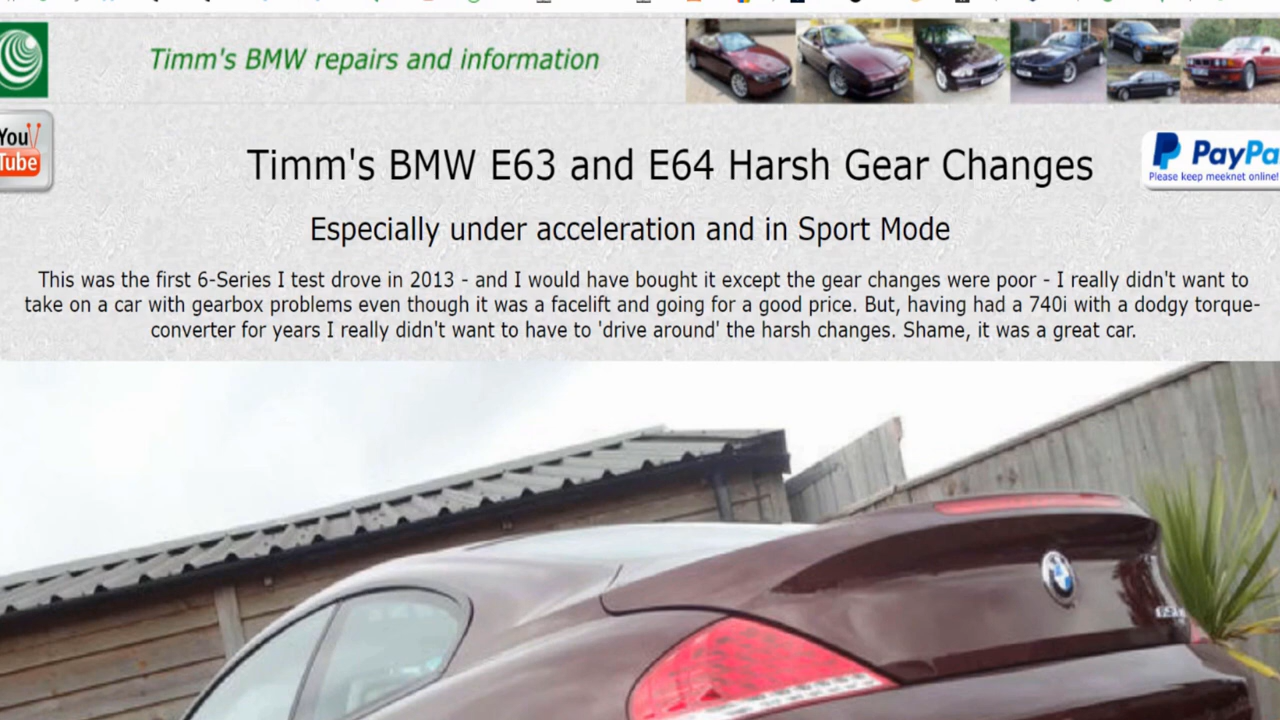 Timm's BMW repairs and information
You
Tube
Timm's BMW E63 and E64 Harsh Gear Changes
PayPa
Please keep meeknet online!
Especially under acceleration and in Sport Mode
This was the first 6-Series I test drove in 2013 - and I would have bought it except the gear changes were poor - I really didn't want to
take on a car with gearbox problems even though it was a facelift and going for a good price. But, having had a 740i with a dodgy torque-
converter for years I really didn't want to have to 'drive around' the harsh changes. Shame, it was a great car.